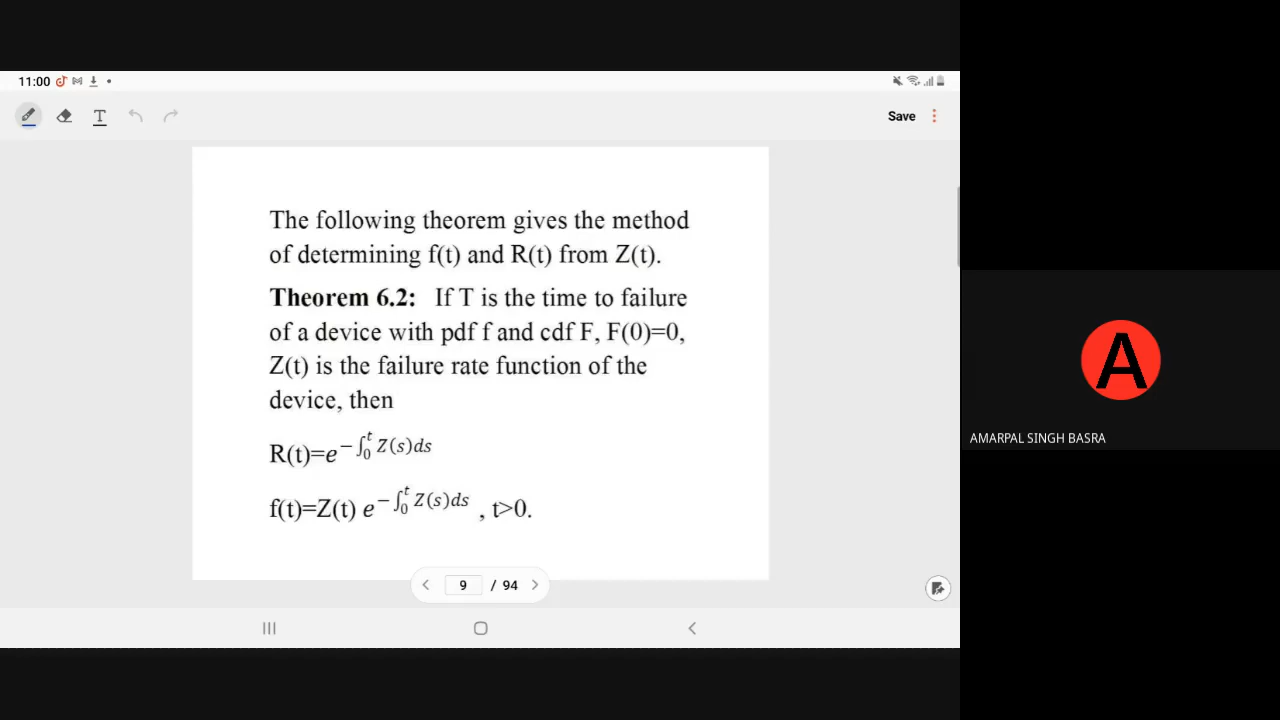 11:00
T
Save
The following theorem gives the method
of determining f(t) and R(t) from Z(t).
Theorem 6.2: If T is the time to failure
of a device with pdf f and cdf F, F(0)=0,
Z(t) is the failure rate function of the
device, then
R(t)=e^{-∫_0^t Z(s)ds}
f(t)=Z(t) e^{-∫_0^t Z(s)ds} , t>0.
9 / 94
A
AMARPAL SINGH BASRA